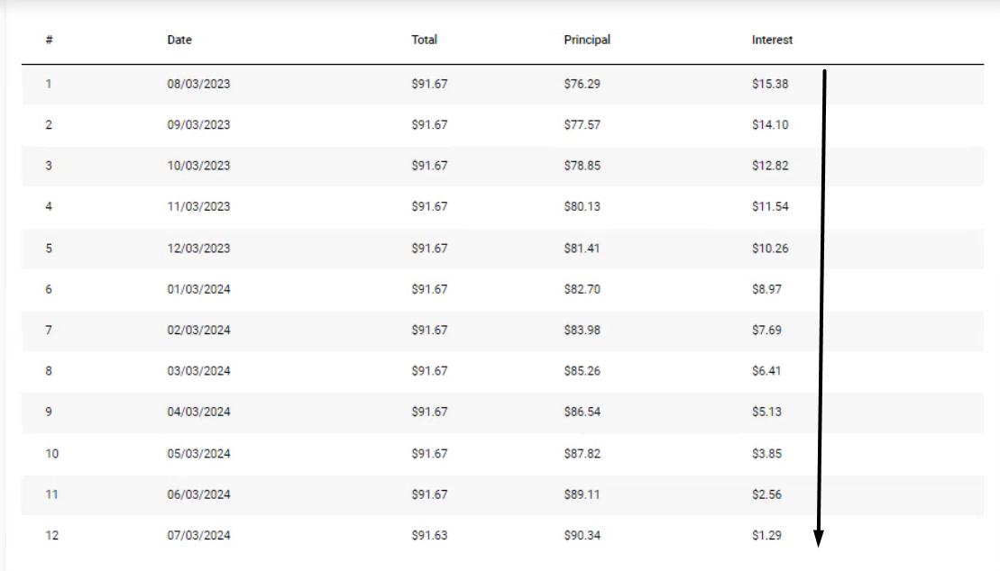 # Date Total Principal Interest
1 08/03/2023 $91.67 $76.29 $15.38
2 09/03/2023 $91.67 $77.57 $14.10
3 10/03/2023 $91.67 $78.85 $12.82
4 11/03/2023 $91.67 $80.13 $11.54
5 12/03/2023 $91.67 $81.41 $10.26
6 01/03/2024 $91.67 $82.70 $8.97
7 02/03/2024 $91.67 $83.98 $7.69
8 03/03/2024 $91.67 $85.26 $6.41
9 04/03/2024 $91.67 $86.54 $5.13
10 05/03/2024 $91.67 $87.82 $3.85
11 06/03/2024 $91.67 $89.11 $2.56
12 07/03/2024 $91.63 $90.34 $1.29